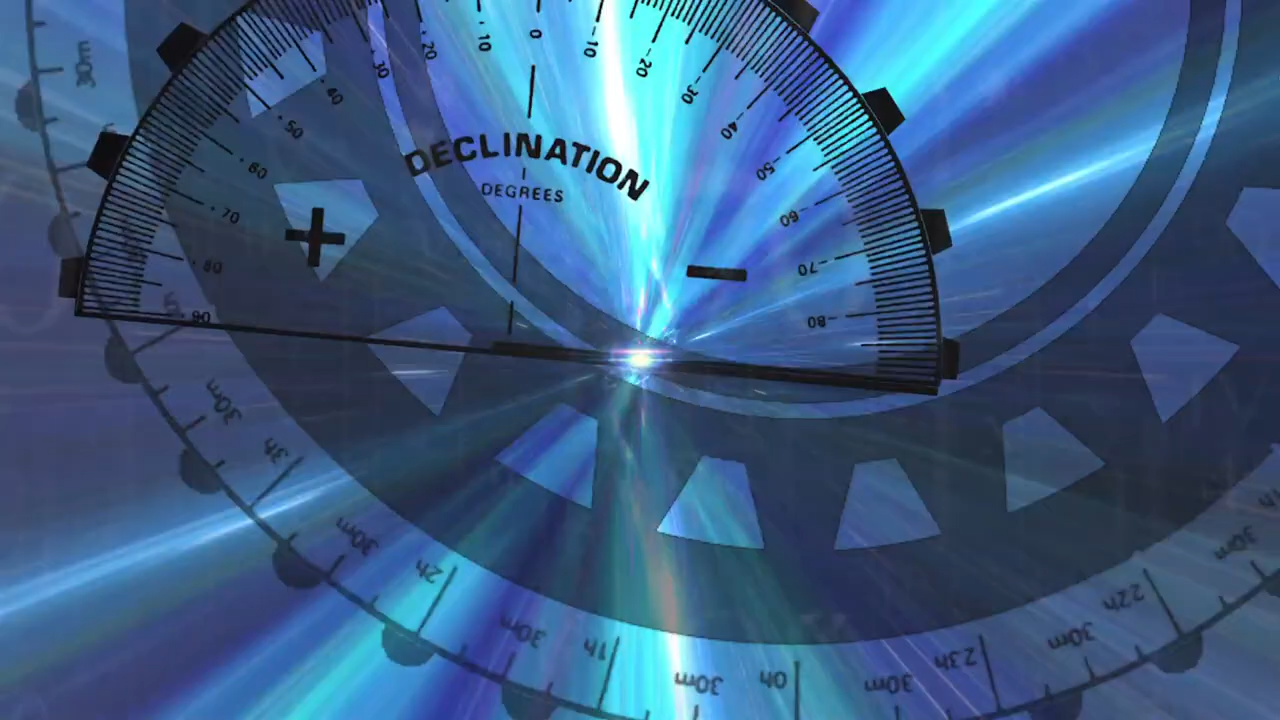 30m
30 20 10 0 -10 -20 -30 -40 -50 -60 -70 -80
40
50
60
70
80
90
DECLINATION
DEGREES
+
−
30m
3h
30m
2h
30m
1h
30m
0h
30m
23h
30m
22h
30m